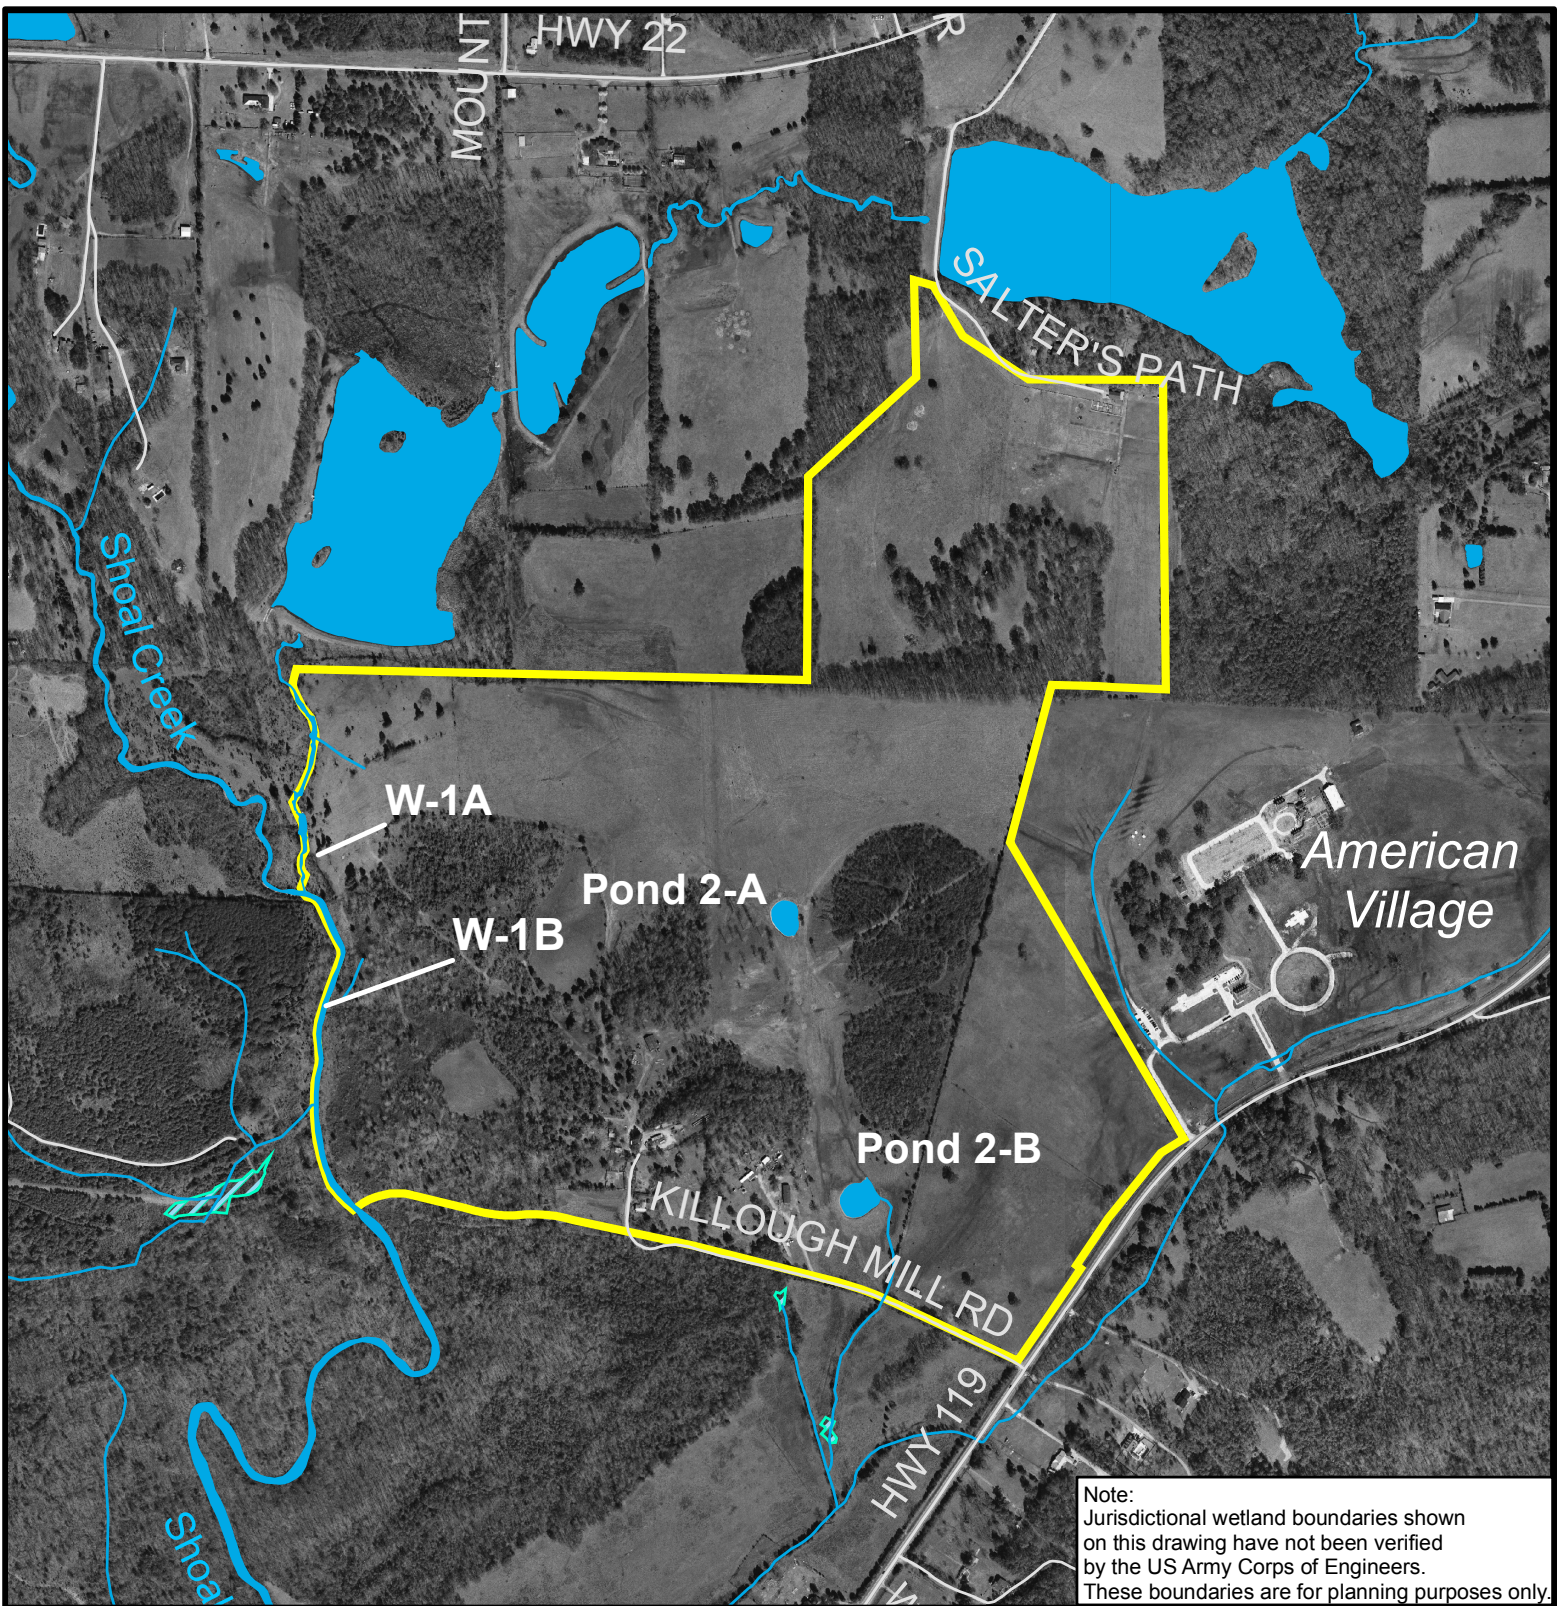 HWY 22
MOUNT
R
SALTER'S PATH
Shoal Creek
W-1A
W-1B
Pond 2-A
American
Village
Pond 2-B
KILLOUGH MILL RD
HWY 119
Shoal
Note:
Jurisdictional wetland boundaries shown
on this drawing have not been verified
by the US Army Corps of Engineers.
These boundaries are for planning purposes only.